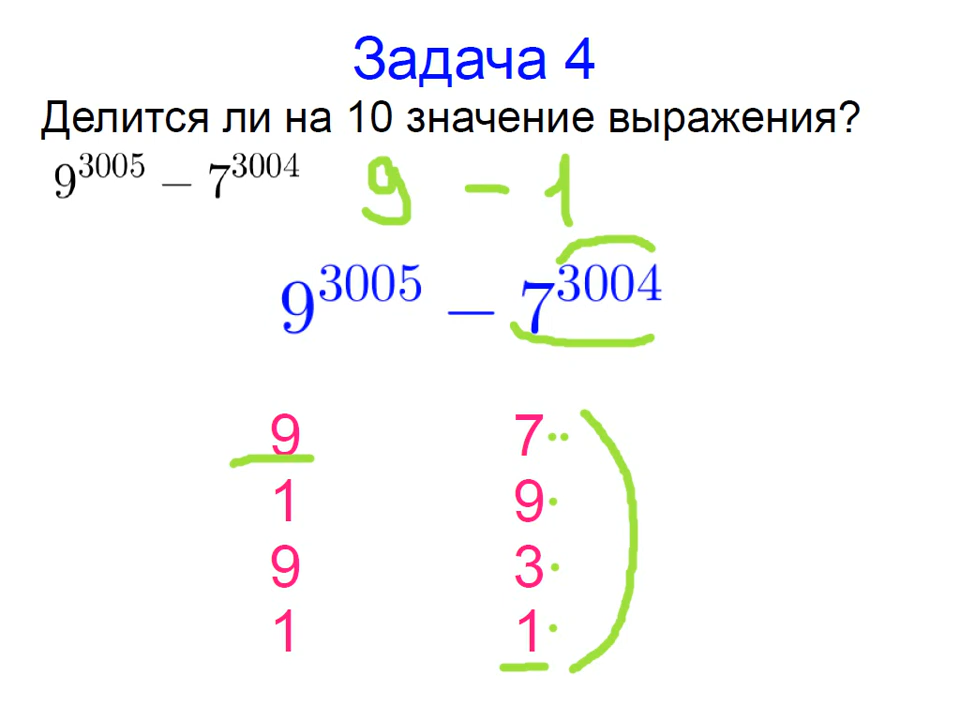 Задача 4
Делится ли на 10 значение выражения?
9^3005 − 7^3004
9 − 1
9^3005 − 7^3004
9 7
1 9
9 3
1 1